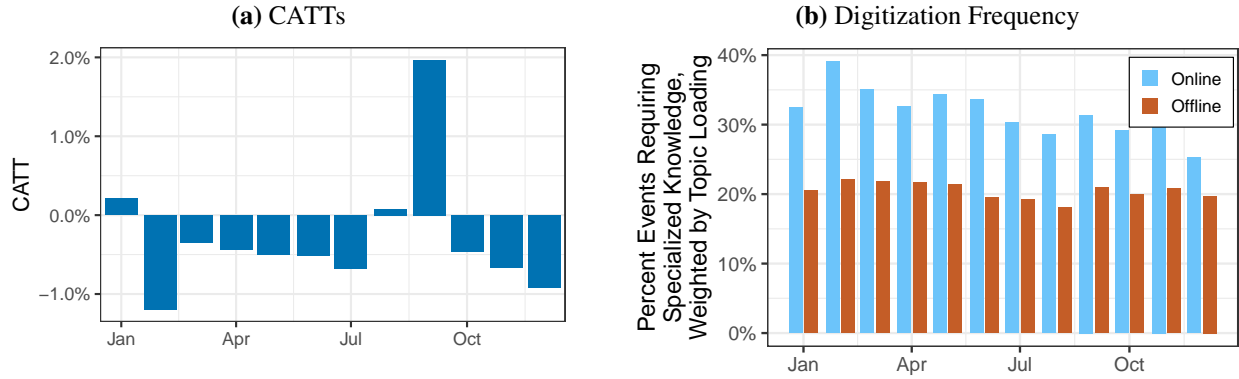 (a) CATTs
CATT
2.0%
1.0%
0.0%
−1.0%
Jan
Apr
Jul
Oct
(b) Digitization Frequency
Percent Events Requiring
Specialized Knowledge,
Weighted by Topic Loading
40%
30%
20%
10%
0%
Online
Offline
Jan
Apr
Jul
Oct